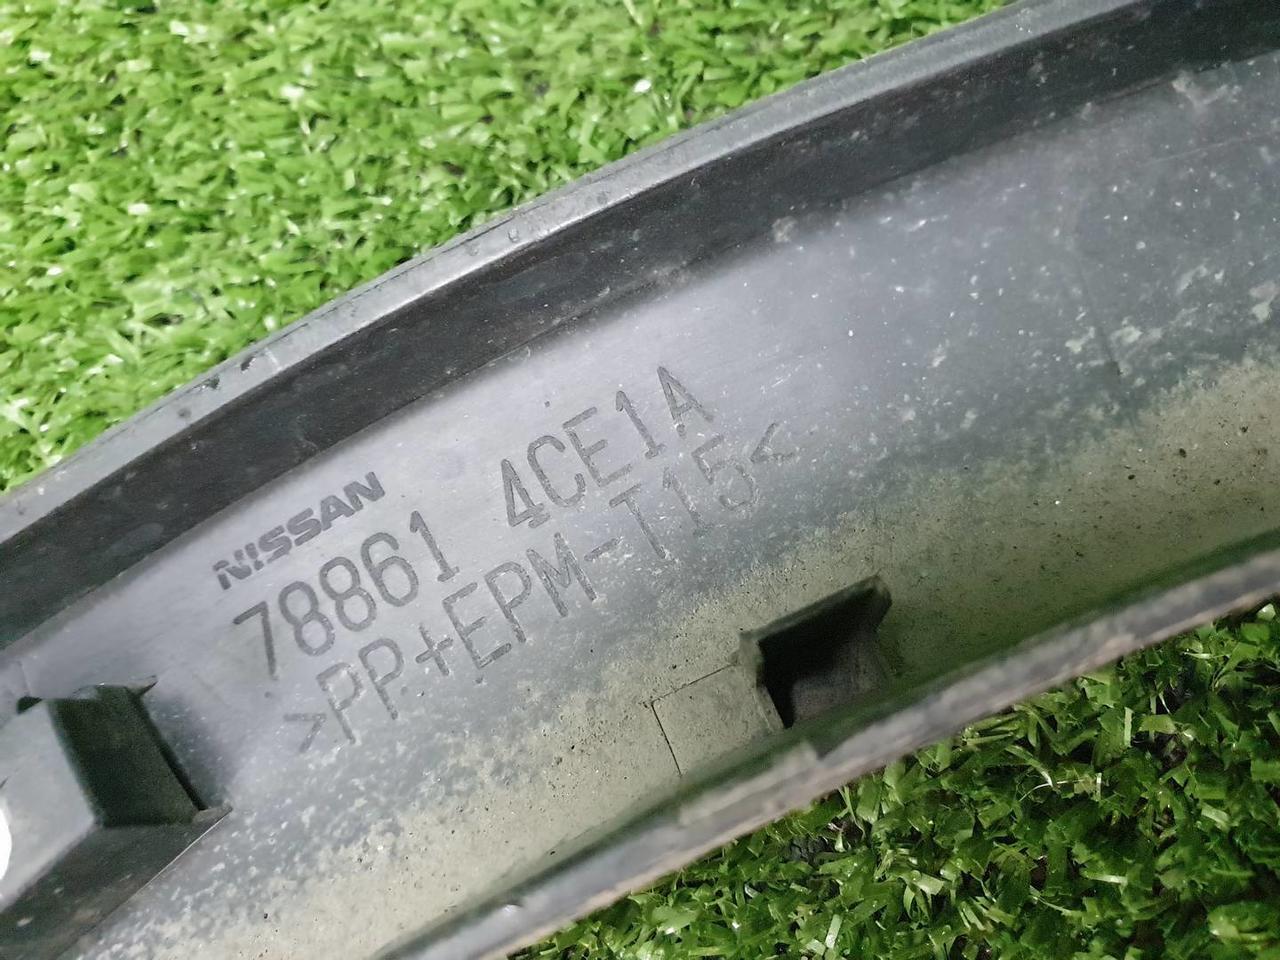 NISSAN
78861 4CE1A
>PP+EPM-T15<